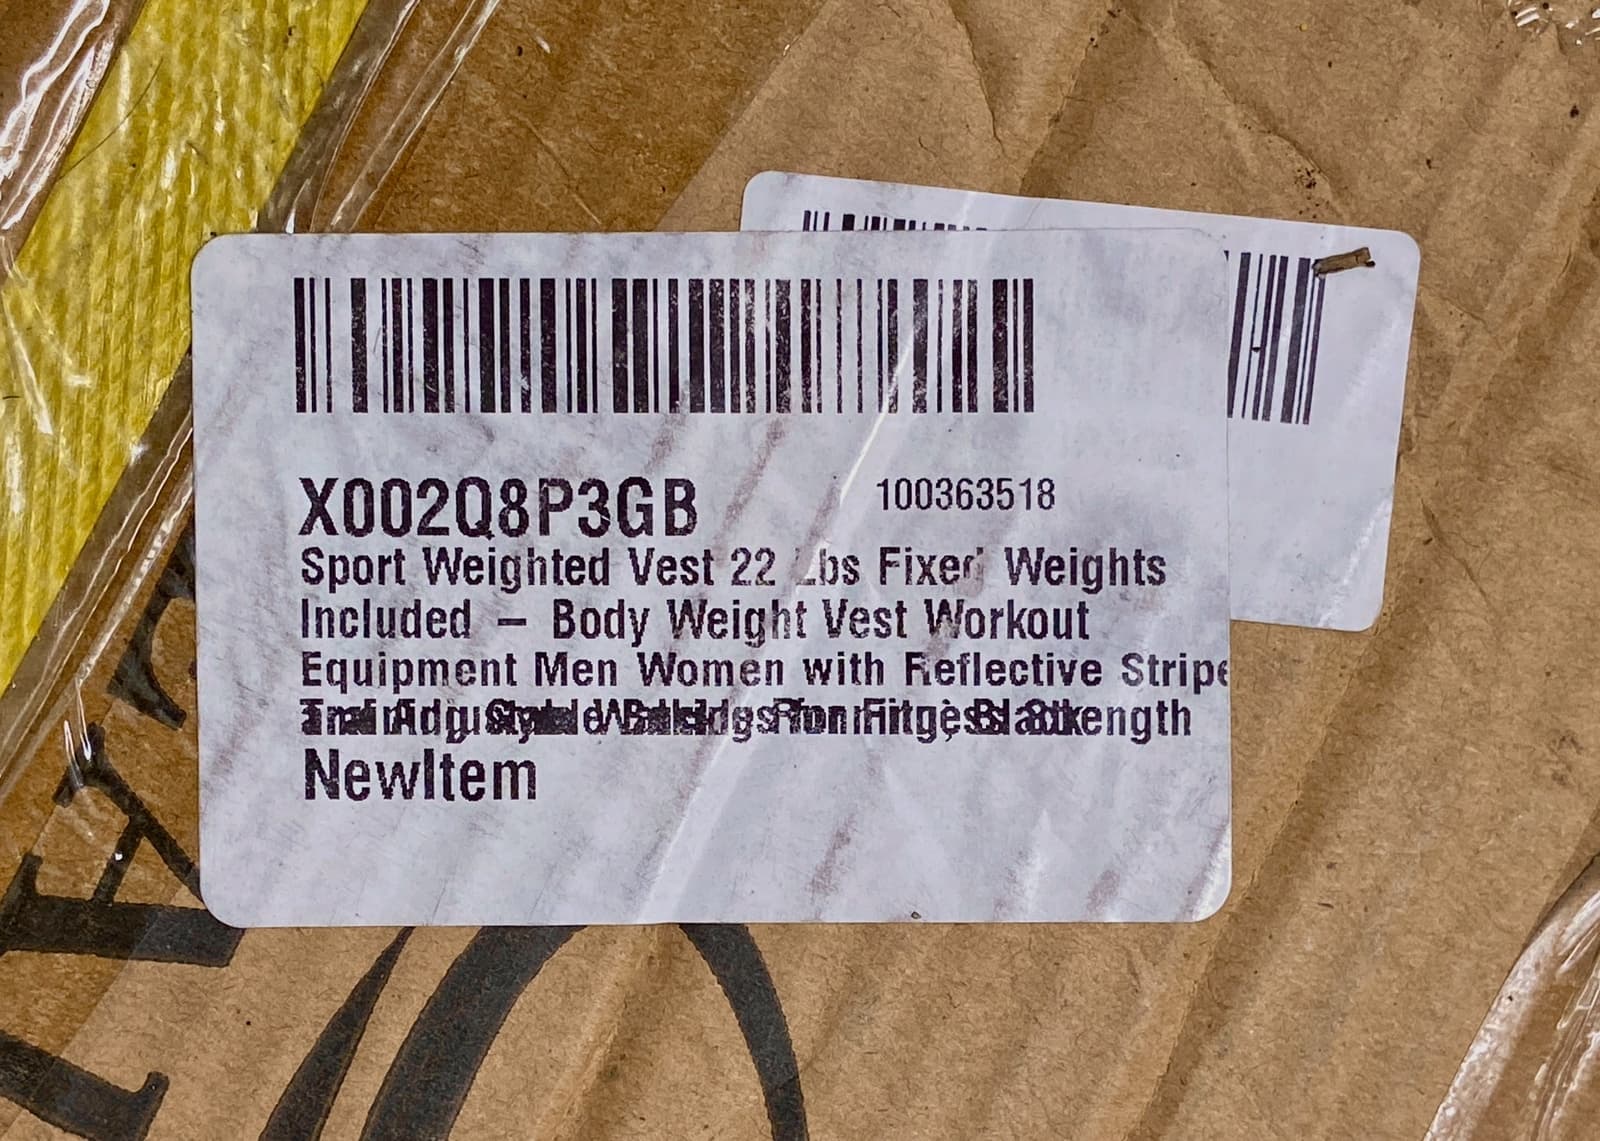 X002Q8P3GB 100363518
Sport Weighted Vest 22 Lbs Fixed Weights
Included – Body Weight Vest Workout
Equipment Men Women with Reflective Stripe
NewItem